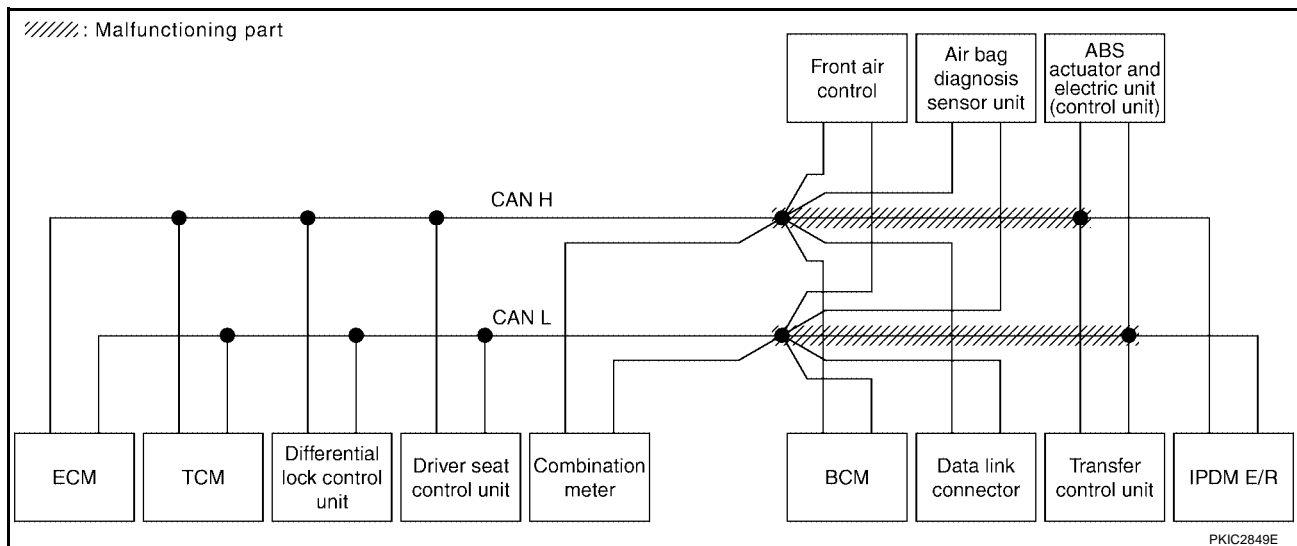 : Malfunctioning part
Front air
control
Air bag
diagnosis
sensor unit
ABS
actuator and
electric unit
(control unit)
CAN H
CAN L
ECM
TCM
Differential
lock control
unit
Driver seat
control unit
Combination
meter
BCM
Data link
connector
Transfer
control unit
IPDM E/R
PKIC2849E